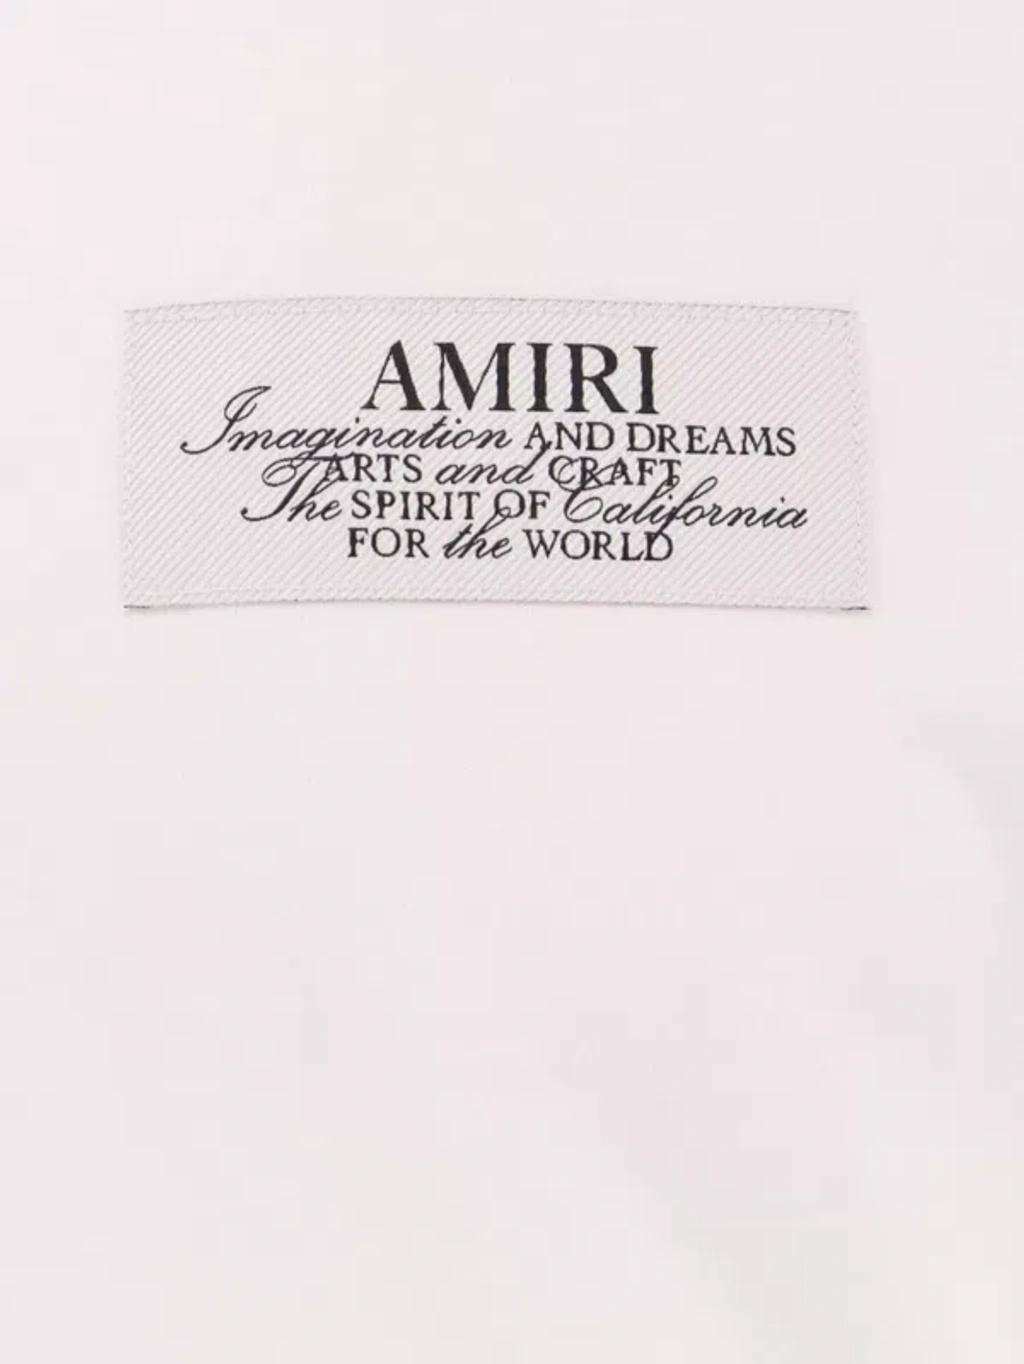 AMIRI
Imagination AND DREAMS
ARTS and CRAFT
The SPIRIT OF California
FOR the WORLD